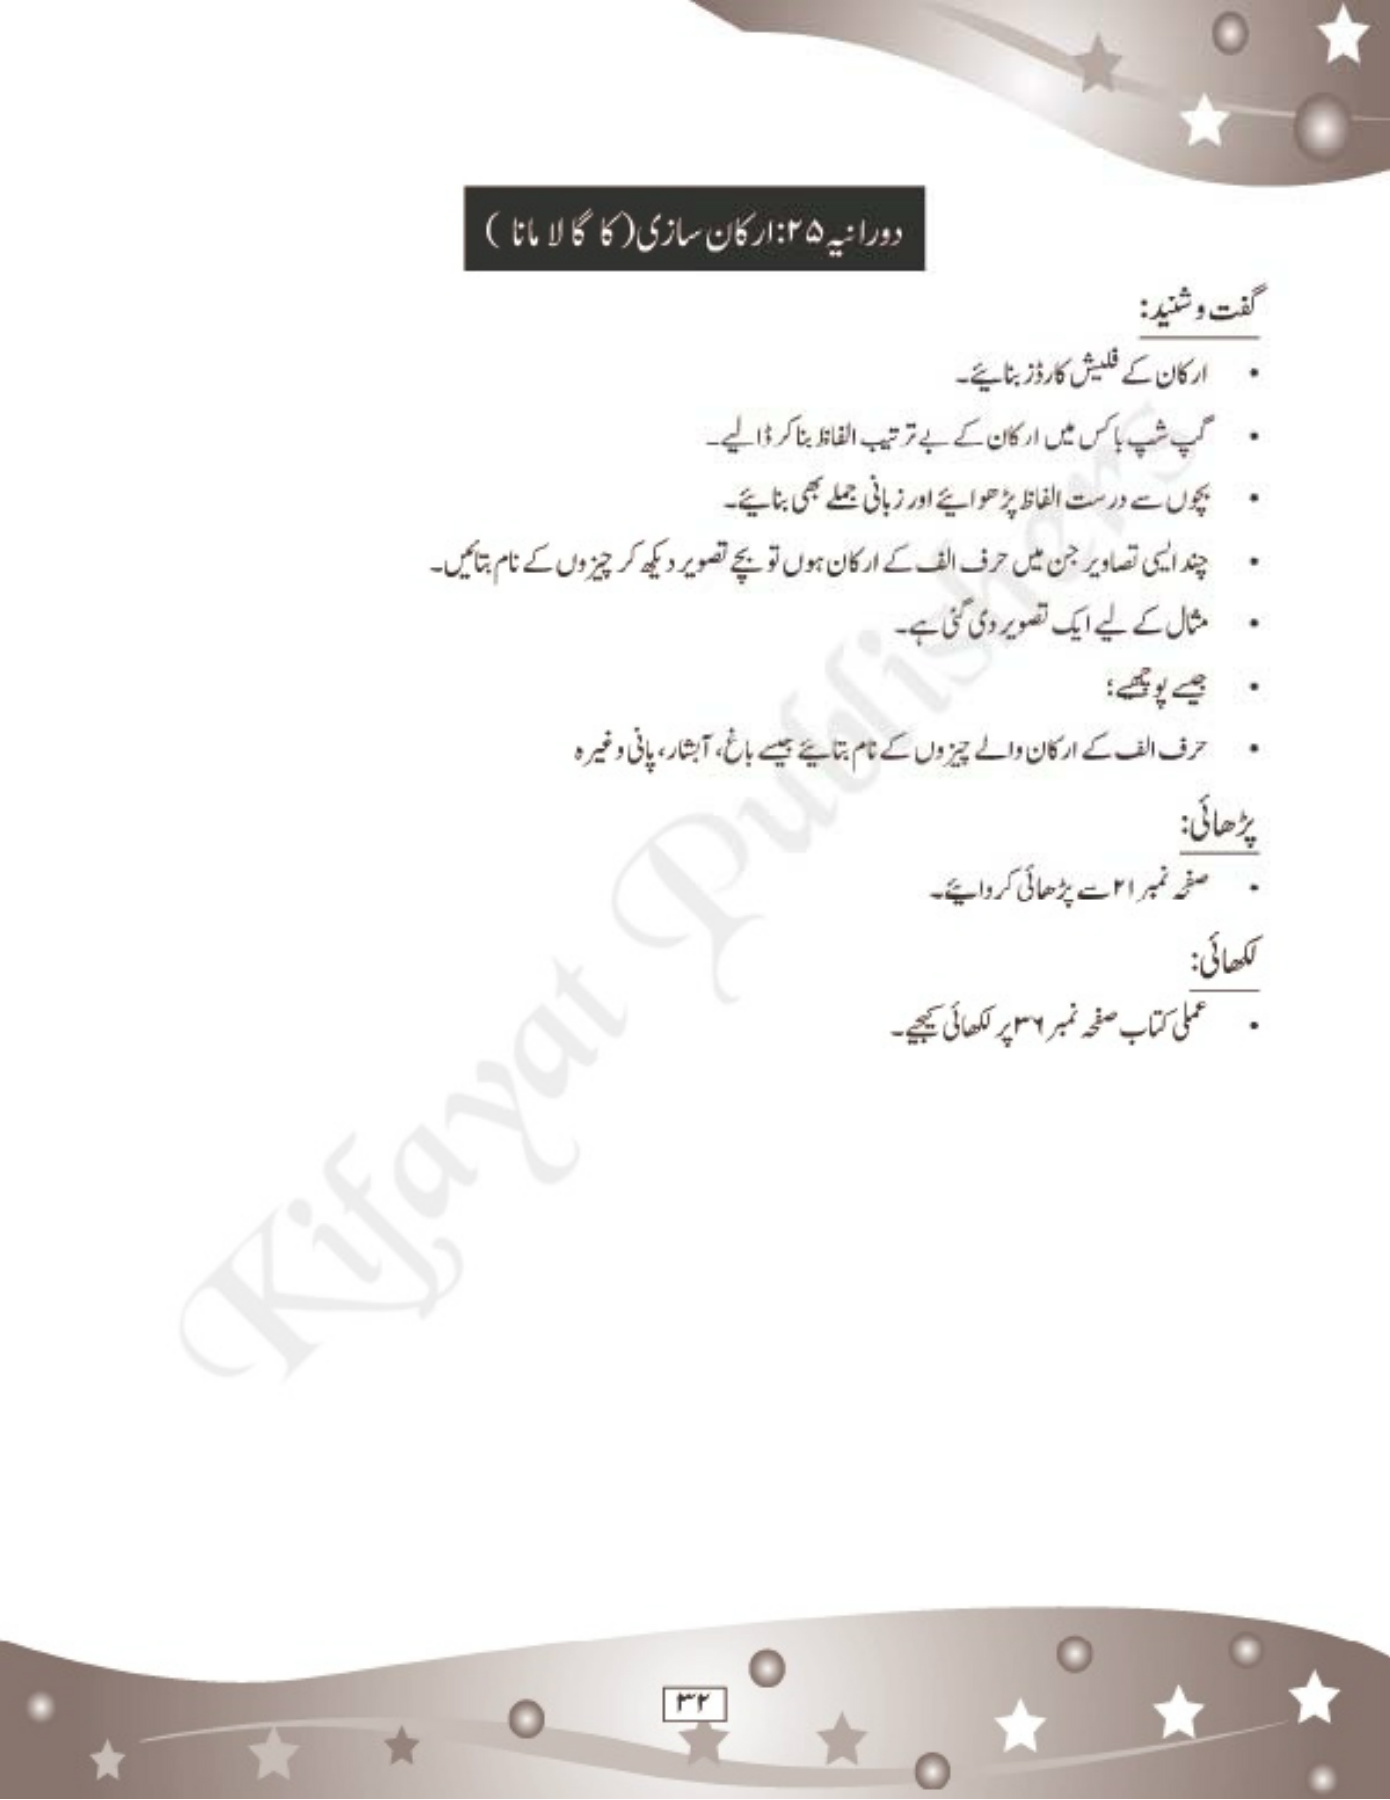 دورانیہ ۲۵: ارکان سازی (کا گا لا ما نا )
گفت و شنید:
• ارکان کے فلیش کارڈز بنائیے۔
• گپ شپ باکس میں ارکان کے بے ترتیب الفاظ بنا کر ڈالیے۔
• بچوں سے درست الفاظ پڑھوائیے اور زبانی جملے بھی بنائیے۔
• چند ایسی تصاویر جن میں حرف الف کے ارکان ہوں تو بچے تصویر دیکھ کر چیزوں کے نام بتائیں۔
• مثال کے لیے ایک تصویر دی گئی ہے۔
• جیسے پوچھیے:
• حرف الف کے ارکان والے چیزوں کے نام بتائیے جیسے باغ، آبشار، پانی وغیرہ
پڑھائی:
• صفحہ نمبر ۲۱ سے پڑھائی کروائیے۔
لکھائی:
• عملی کتاب صفحہ نمبر ۳۶ پر لکھائی کیجیے۔
Kifayat Publishers
۳۲